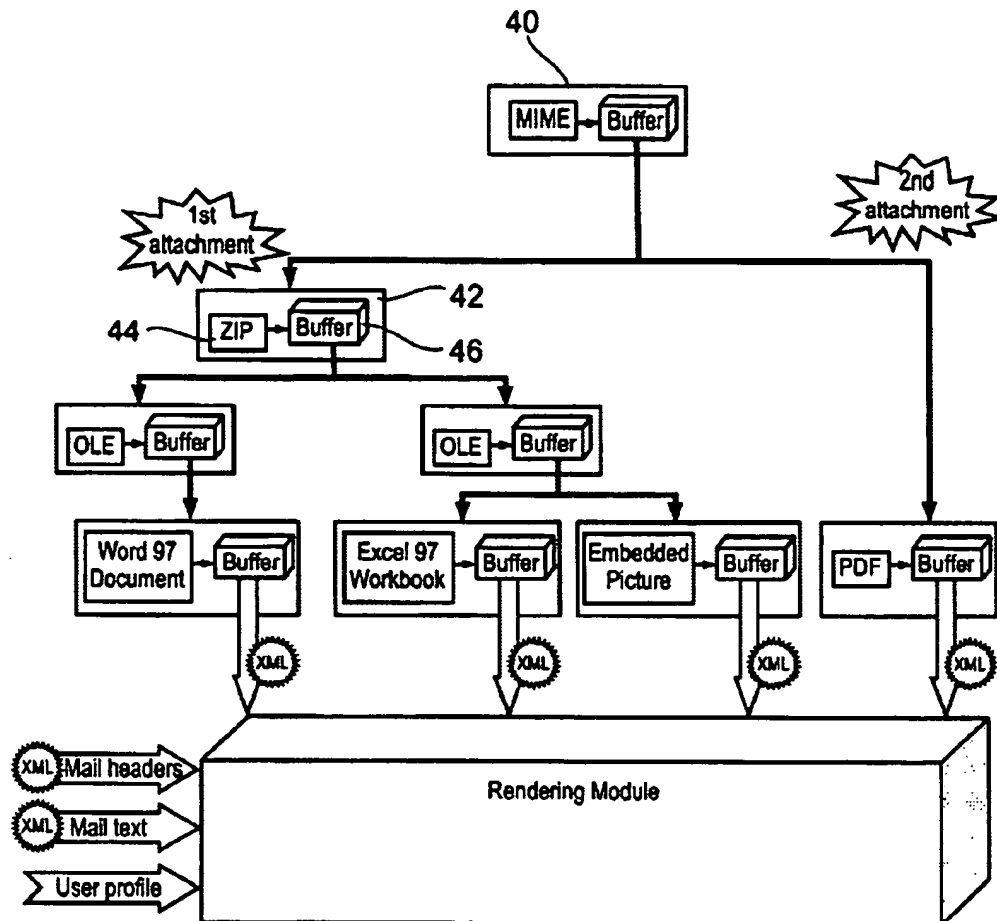 40
MIME
Buffer
1st
attachment
2nd
attachment
42
44
ZIP
Buffer
46
OLE
Buffer
OLE
Buffer
Word 97
Document
Buffer
Excel 97
Workbook
Buffer
Embedded
Picture
Buffer
PDF
Buffer
XML
XML
XML
XML
XML
Mail headers
Rendering Module
XML
Mail text
User profile